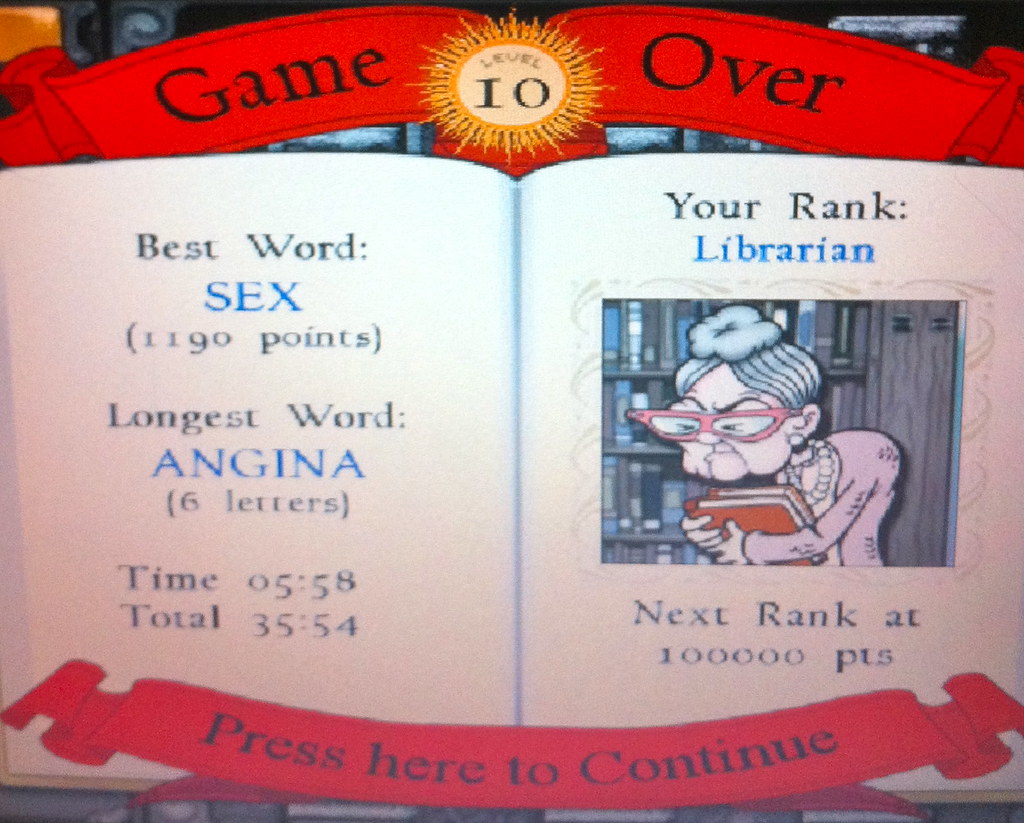 Game Over
LEVEL
10
Best Word:
SEX
(1190 points)
Longest Word:
ANGINA
(6 letters)
Time 05:58
Total 35:54
Your Rank:
Librarian
Next Rank at
100000 pts
Press here to Continue